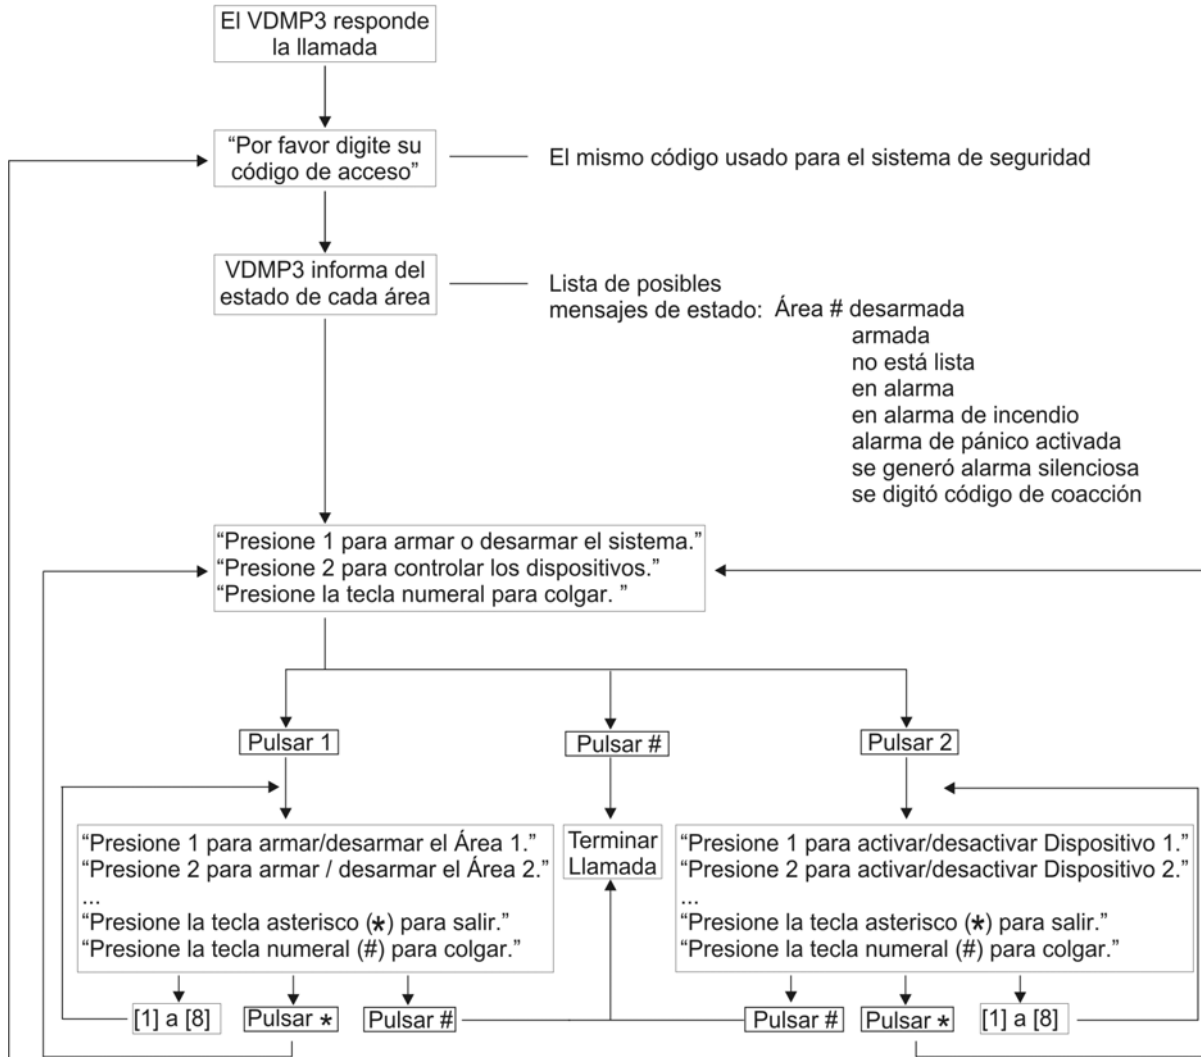 El VDMP3 responde
la llamada
“Por favor digite su
código de acceso”
El mismo código usado para el sistema de seguridad
VDMP3 informa del
estado de cada área
Lista de posibles
mensajes de estado: Área # desarmada
armada
no está lista
en alarma
en alarma de incendio
alarma de pánico activada
se generó alarma silenciosa
se digitó código de coacción
“Presione 1 para armar o desarmar el sistema.”
“Presione 2 para controlar los dispositivos.”
“Presione la tecla numeral para colgar. ”
Pulsar 1
Pulsar #
Pulsar 2
“Presione 1 para armar/desarmar el Área 1.”
“Presione 2 para armar / desarmar el Área 2.”
...
“Presione la tecla asterisco (*) para salir.”
“Presione la tecla numeral (#) para colgar.”
Terminar
Llamada
“Presione 1 para activar/desactivar Dispositivo 1.”
“Presione 2 para activar/desactivar Dispositivo 2.”
...
“Presione la tecla asterisco (*) para salir.”
“Presione la tecla numeral (#) para colgar.”
[1] a [8]
Pulsar *
Pulsar #
Pulsar #
Pulsar *
[1] a [8]